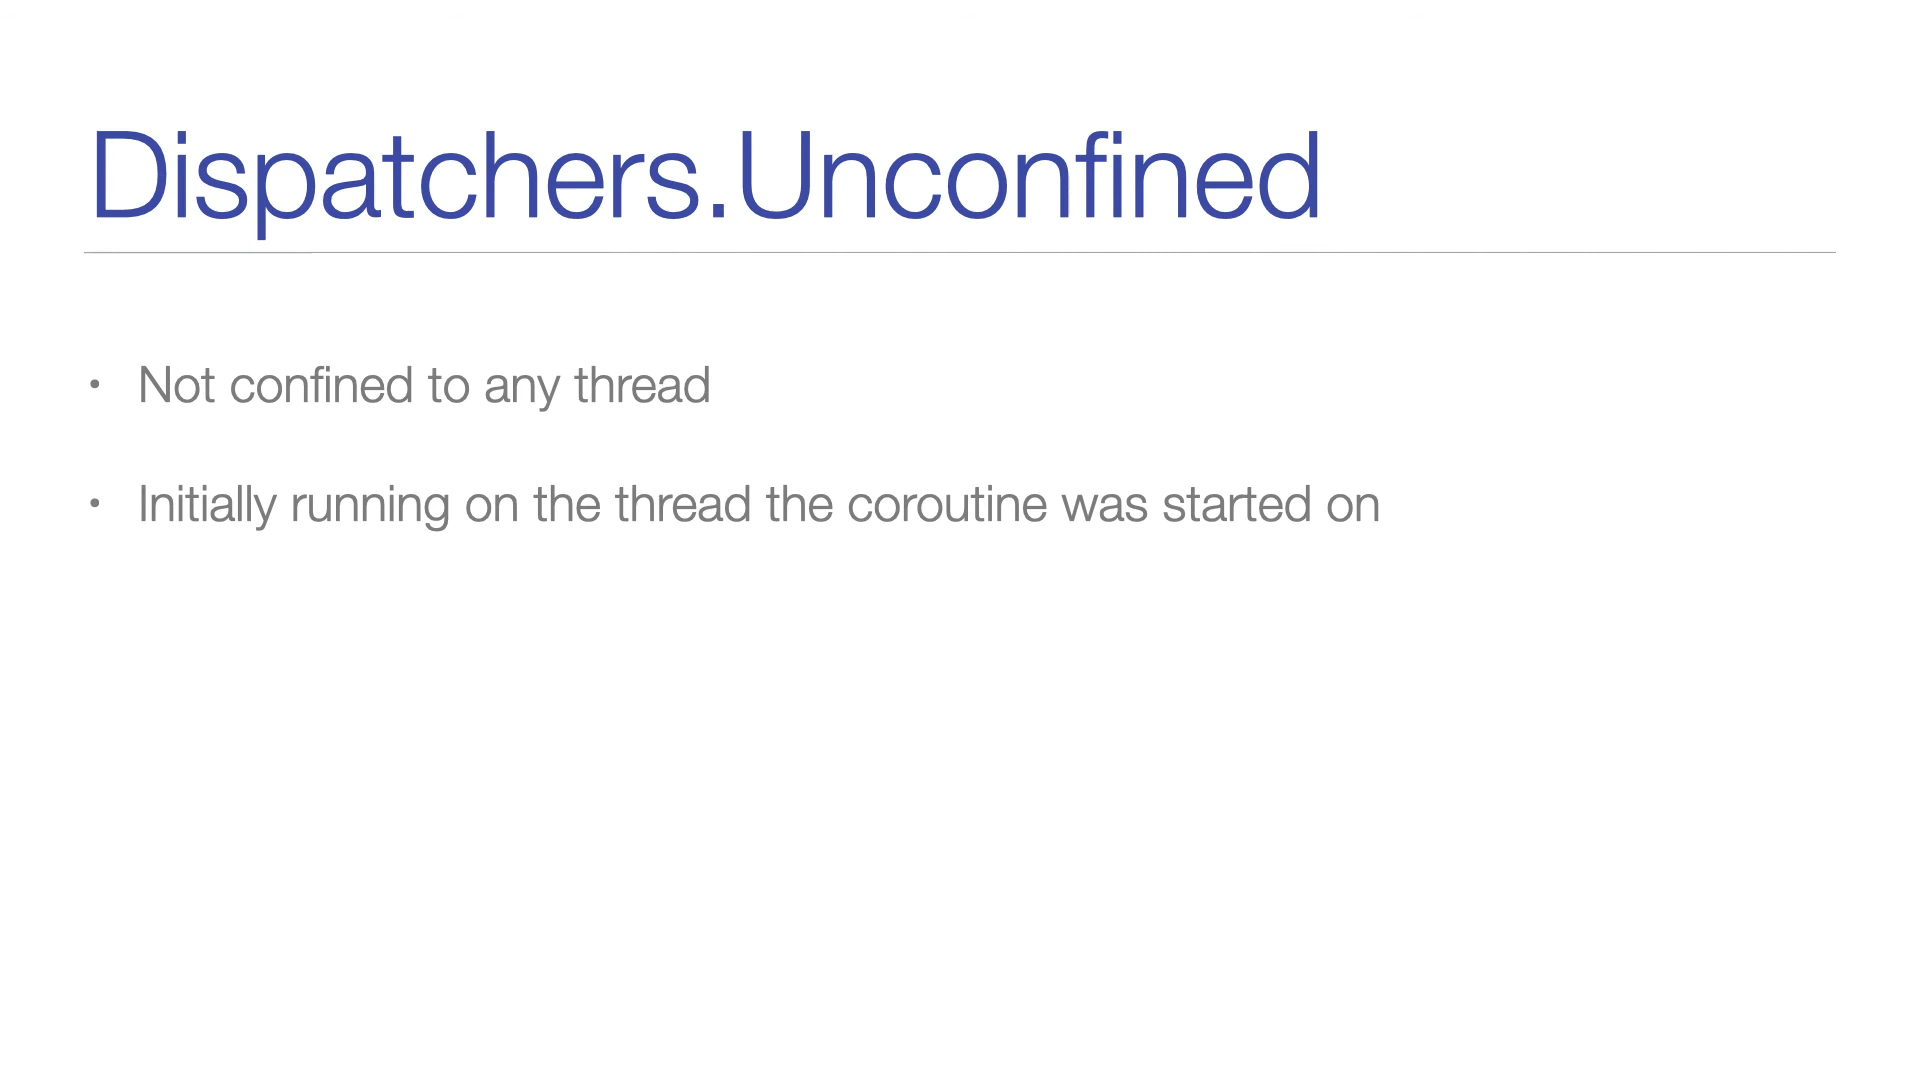 Dispatchers.Unconfined
• Not confined to any thread
• Initially running on the thread the coroutine was started on